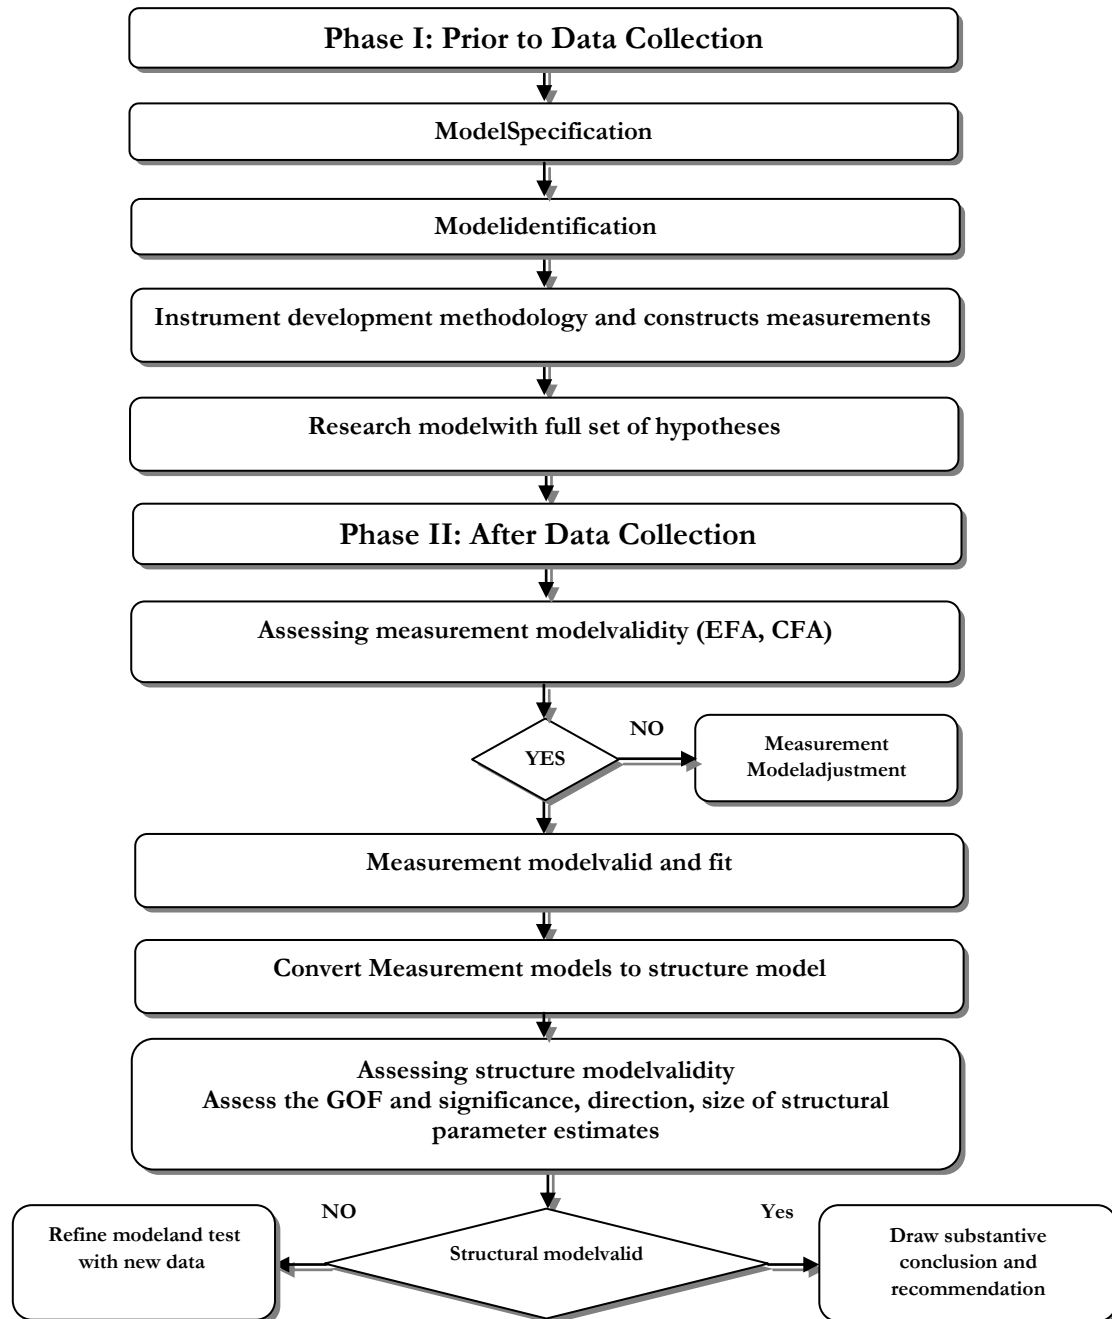 Phase I: Prior to Data Collection
ModelSpecification
Modelidentification
Instrument development methodology and constructs measurements
Research modelwith full set of hypotheses
Phase II: After Data Collection
Assessing measurement modelvalidity (EFA, CFA)
YES
NO
Measurement
Modeladjustment
Measurement modelvalid and fit
Convert Measurement models to structure model
Assessing structure modelvalidity
Assess the GOF and significance, direction, size of structural
parameter estimates
NO
Yes
Refine modeland test
with new data
Structural modelvalid
Draw substantive
conclusion and
recommendation